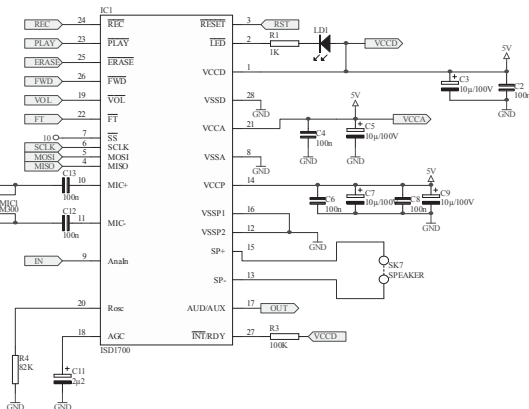 IC1
REC 24 REC RESET 3 RST
PLAY 23 PLAY LED 2 R1 1K LD1 VCCD
ERASE 25 ERASE
FWD 26 FWD VCCD 1 5V
C3 10µ/100V C2 100n
VOL 19 VOL VSSD 28 GND GND
FT 22 FT VCCA 21 5V VCCA
10 7 SS C4 100n C5 10µ/100V
SCLK 6 SCLK
MOSI 5 MOSI VSSA 8 GND GND GND
MISO 4 MISO
MIC1 C13 100n 10 MIC+ VCCP 14 5V
C6 100n C7 10µ/100V C8 100n C9 10µ/100V
C12 100n 11 MIC- VSSP1 16
VSSP2 12 GND GND
IN 9 AnaIn SP+ 15
SP- 13 SK7 SPEAKER
20 Rosc AUD/AUX 17 OUT
18 AGC INT/RDY 27 R3 100K VCCD
ISD1700
R4 82K C11 2µ2
GND GND